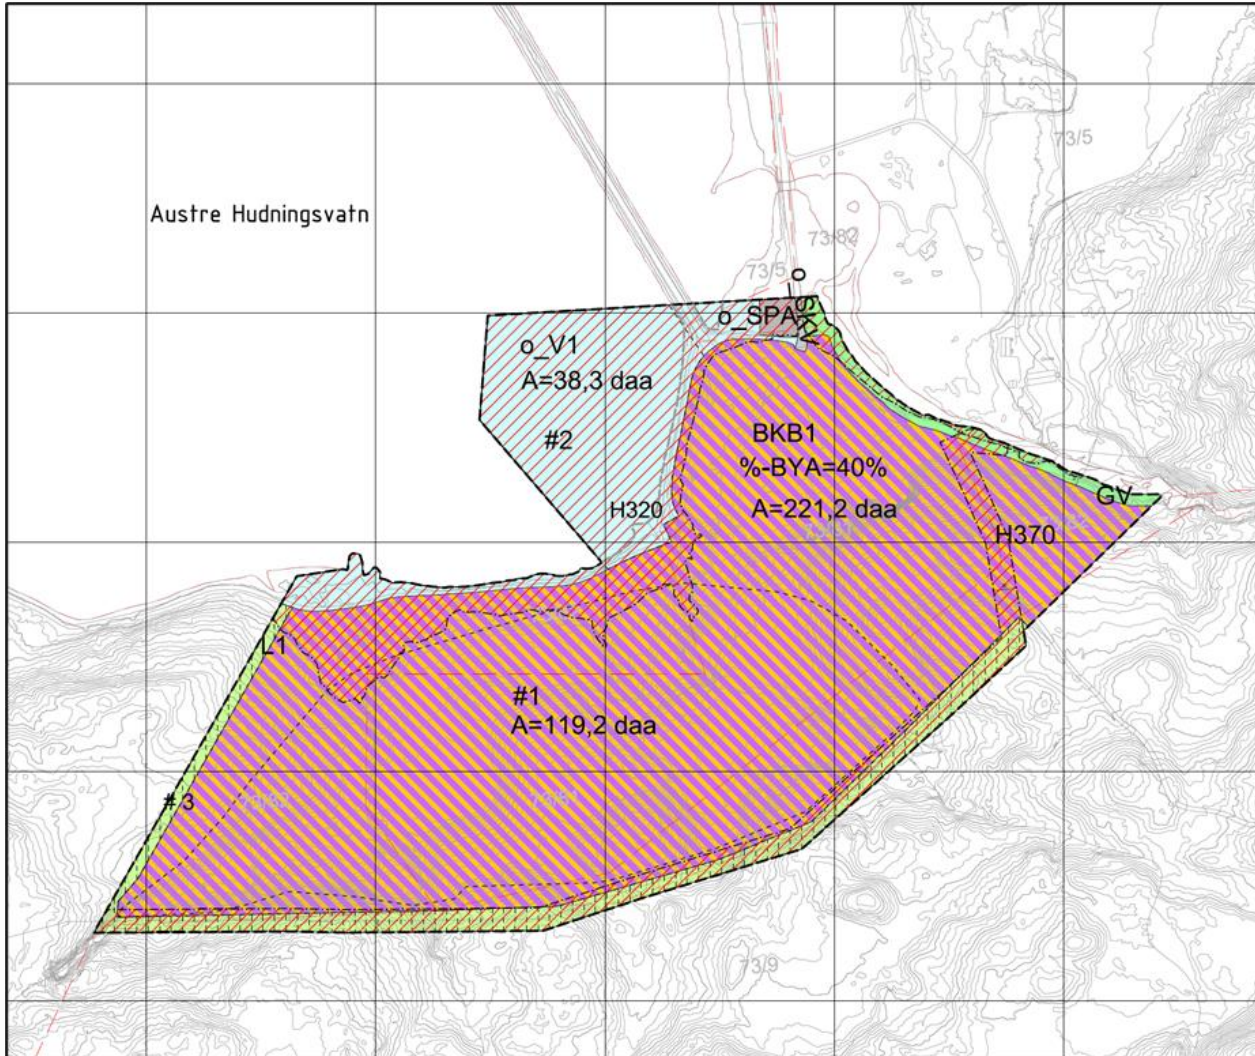 73/5
Austre Hudningsvatn
73/82
73/5
o_SKV
o_SPA
o_V1
A=38,3 daa
#2
BKB1
%-BYA=40%
A=221,2 daa
GV
H320
H370
L1
#1
A=119,2 daa
#3
73/9